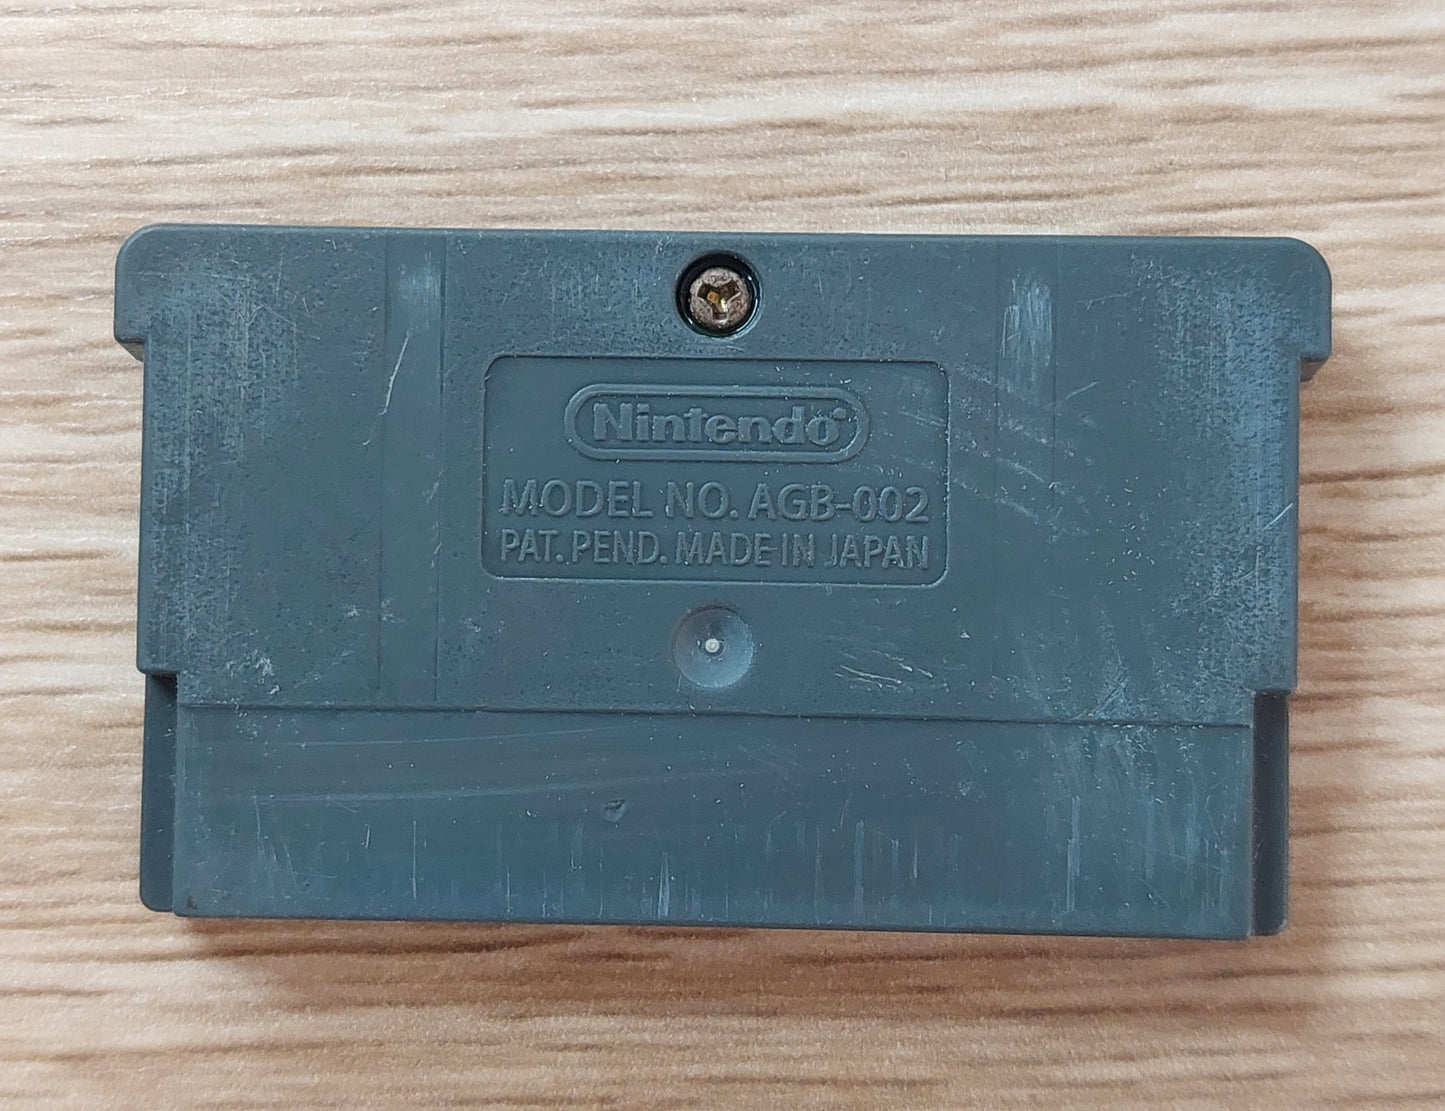 Nintendo®
MODEL NO. AGB-002
PAT. PEND. MADE IN JAPAN